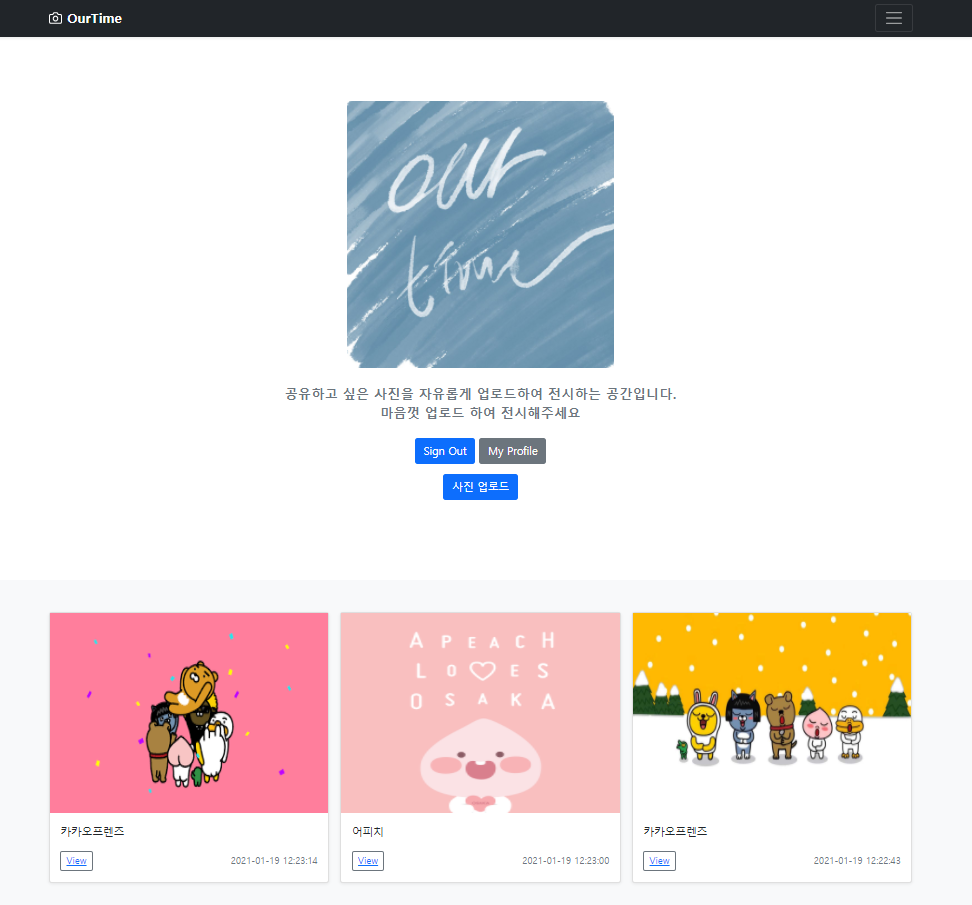 OurTime
our
time
공유하고 싶은 사진을 자유롭게 업로드하여 전시하는 공간입니다.
마음껏 업로드 하여 전시해주세요
Sign Out My Profile
사진 업로드
APEACH
LOVES
OSAKA
카카오프렌즈
View 2021-01-19 12:23:14
어피치
View 2021-01-19 12:23:00
카카오프렌즈
View 2021-01-19 12:22:43